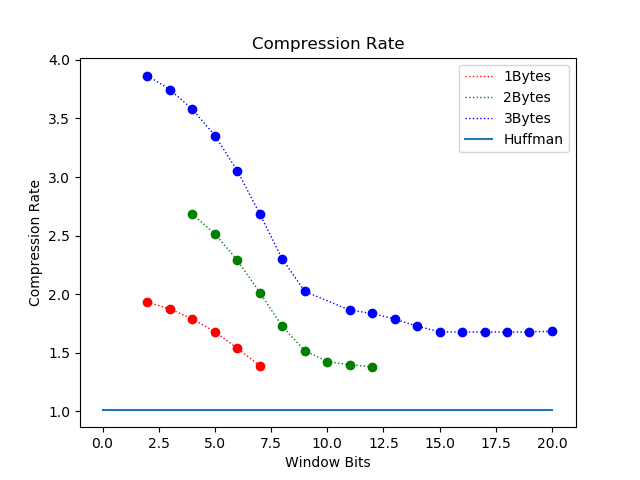 Compression Rate
4.0
3.5
3.0
2.5
2.0
1.5
1.0
Compression Rate
1Bytes
2Bytes
3Bytes
Huffman
0.0 2.5 5.0 7.5 10.0 12.5 15.0 17.5 20.0
Window Bits